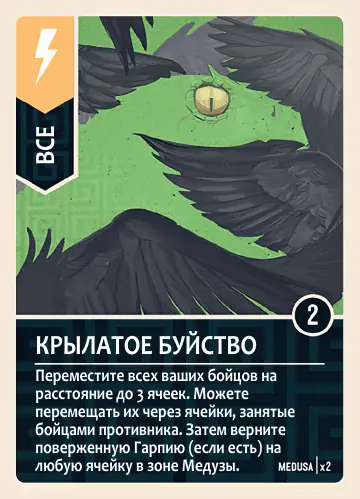 ВСЕ
2
КРЫЛАТОЕ БУЙСТВО
Переместите всех ваших бойцов на
расстояние до 3 ячеек. Можете
перемещать их через ячейки, занятые
бойцами противника. Затем верните
поверженную Гарпию (если есть) на
любую ячейку в зоне Медузы.
MEDUSA | x2